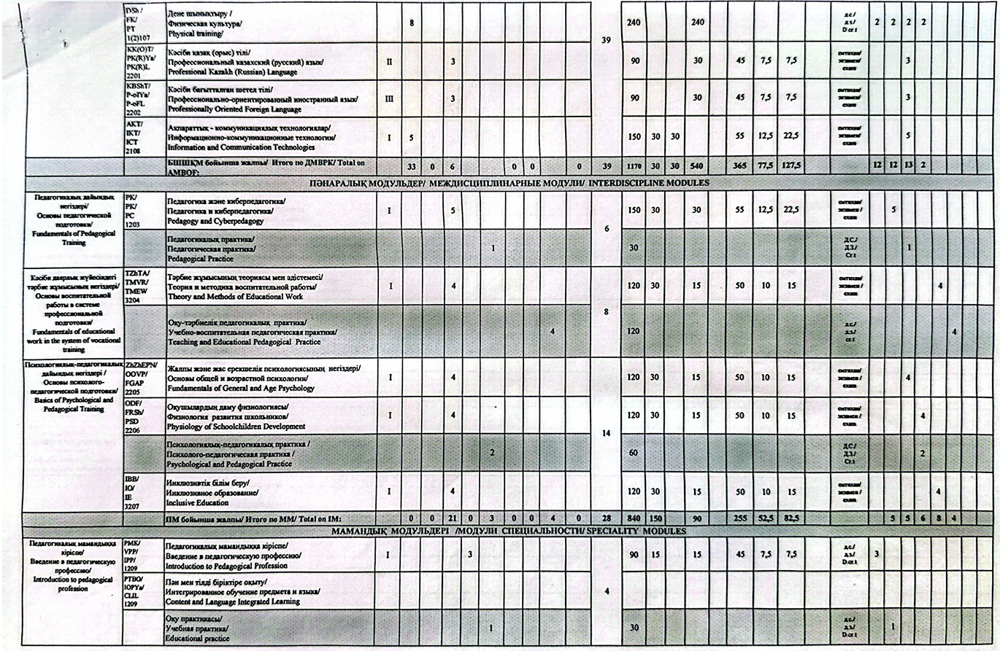 DSh /
FK/
PT
1(2)107
Дене шынықтыру /
Физическая культура/
Physical training/
8
240
240
д.с./
д.з./
D.cr.t
2 2 2 2
39
KK(O)T/
PK(R)Ya/
PK(R)L
2201
Кәсіби қазақ (орыс) тілі/
Профессиональный казахский (русский) язык/
Professional Kazakh (Russian) Language
II
3
90
30
45
7,5
7,5
емтихан/
экзамен/
exam
3
KBShT/
P-oIYa/
P-oFL
2202
Кәсіби бағытталған шетел тілі/
Профессионально-ориентированный иностранный язык/
Professionally Oriented Foreign Language
III
3
90
30
45
7,5
7,5
емтихан/
экзамен/
exam
3
AKT/
IKT/
ICT
2108
Ақпараттық - коммуникациялық технологиялар/
Информационно-коммуникационные технологии/
Information and Communication Technologies
I
5
150
30
30
55
12,5
22,5
емтихан/
экзамен/
exam
5
БШШҚМ бойынша жалпы/ Итого по ДМВРК/ Total on
AMBOF:
33 0 6 0 0 0 39 1170 30 30 540 365 77,5 127,5 12 12 13 2
ПӘНАРАЛЫҚ МОДУЛЬДЕР/ МЕЖДИСЦИПЛИНАРНЫЕ МОДУЛИ/ INTERDISCIPLINE MODULES
Педагогикалық дайындық
негіздері/
Основы педагогической
подготовки/
Fundamentals of Pedagogical
Training
PK/
PK/
PC
1203
Педагогика және киберпедагогика/
Педагогика и киберпедагогика/
Pedagogy and Cyberpedagogy
I
5
150
30
30
55
12,5
22,5
емтихан/
экзамен /
exam
5
6
Педагогикалық практика/
Педагогическая практика/
Pedagogical Practice
1
30
Д.С./
Д.З./
Cr.t
1
Кәсіби даярлық жүйесіндегі
тәрбие жұмысының негіздері/
Основы воспитательной
работы в системе
профессиональной
подготовки/
Fundamentals of educational
work in the system of vocational
training
TZhTA/
TMVR/
TMEW
3204
Тәрбие жұмысының теориясы мен әдістемесі/
Теория и методика воспитательной работы/
Theory and Methods of Educational Work
I
4
120
30
15
50
10
15
емтихан/
экзамен /
exam
4
8
Оқу-тәрбиелік педагогикалық практика/
Учебно-воспитательная педагогическая практика/
Teaching and Educational Pedagogical Practice
4
120
д.с./
д.з/
cr.t
4
Психологиялық-педагогикалық
дайындық негіздері /
Основы психолого-
педагогической подготовки/
Basics of Psychological and
Pedagogical Training
ZhZhEPN/
OOVP/
FGAP
2205
Жалпы және жас ерекшелік психологиясының негіздері/
Основы общей и возрастной психологии/
Fundamentals of General and Age Psychology
I
4
120
30
15
50
10
15
емтихан/
экзамен /
exam
4
ODF/
FRSh/
PSD
2206
Оқушылардың даму физиологиясы/
Физиология развития школьников/
Physiology of Schoolchildren Development
I
4
120
30
15
50
10
15
емтихан/
экзамен /
exam
4
14
Психологиялық-педагогикалық практика /
Психолого-педагогическая практика /
Psychological and Pedagogical Practice
2
60
Д.С./
Д.З./
Cr.t
2
IBB/
IO/
IE
3207
Инклюзивтік білім беру/
Инклюзивное образование/
Inclusive Education
I
4
120
30
15
50
10
15
емтихан/
экзамен /
exam
4
ПМ бойынша жалпы/ Итого по ММ/ Total on IM:
0 0 21 0 3 0 0 4 0 28 840 150 90 255 52,5 82,5 5 5 6 8 4
МАМАНДЫҚ МОДУЛЬДЕРІ /МОДУЛИ СПЕЦИАЛЬНОСТИ/ SPECIALITY MODULES
Педагогикалық мамандыққа
кіріспе/
Введение в педагогическую
профессию/
Introduction to pedagogical
profession
PMK/
VPP/
IPP/
1209
Педагогикалық мамандыққа кіріспе/
Введение в педагогическую профессию/
Introduction to Pedagogical Profession
I
3
90
15
15
45
7,5
7,5
д.с./
д.з/
D.cr.t
3
PTBO/
IOPYa/
CLIL
1209
Пән мен тілді біріктіре оқыту/
Интегрированное обучение предмета и языка/
Content and Language Integrated Learning
4
Оқу практикасы/
Учебная практика/
Educational practice
1
30
д.с./
д.з/
D.cr.t
1